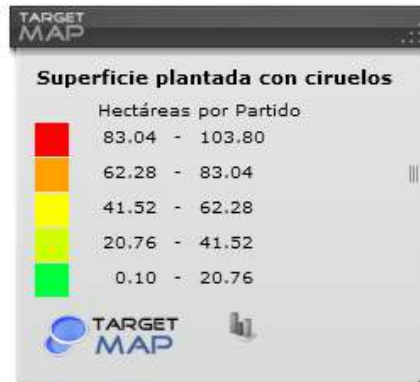 TARGET
MAP
Superficie plantada con ciruelos
Hectáreas por Partido
83.04 - 103.80
62.28 - 83.04
41.52 - 62.28
20.76 - 41.52
0.10 - 20.76
TARGET
MAP